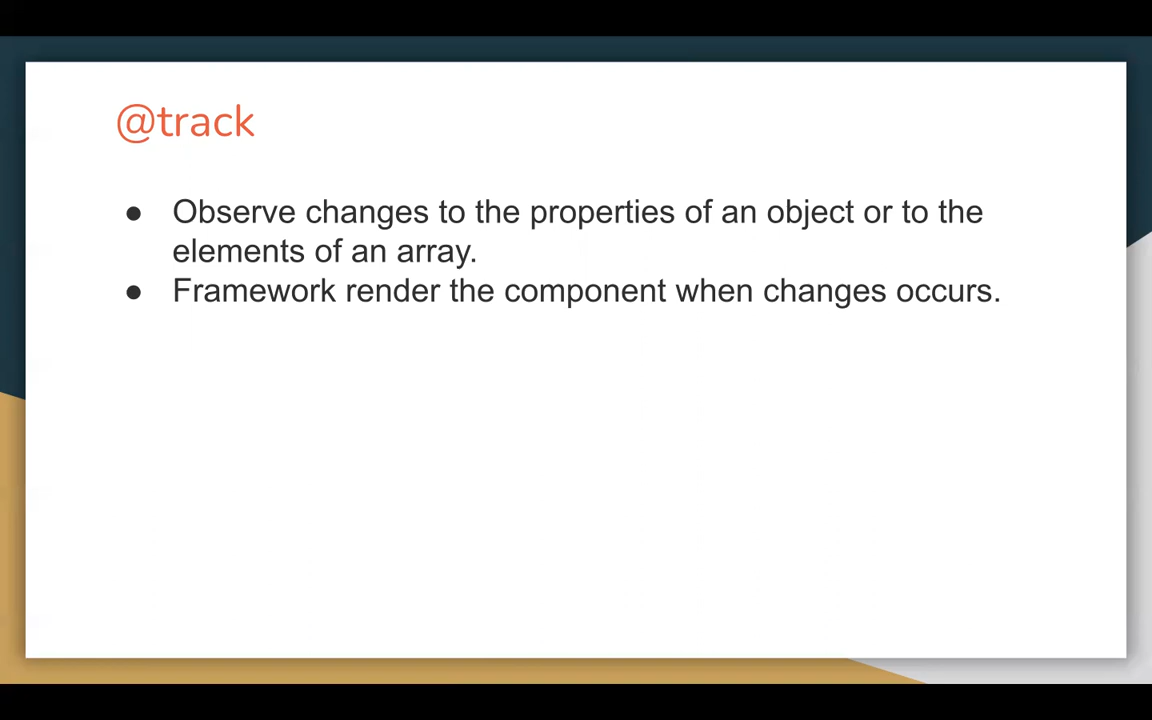 @track
● Observe changes to the properties of an object or to the
elements of an array.
● Framework render the component when changes occurs.